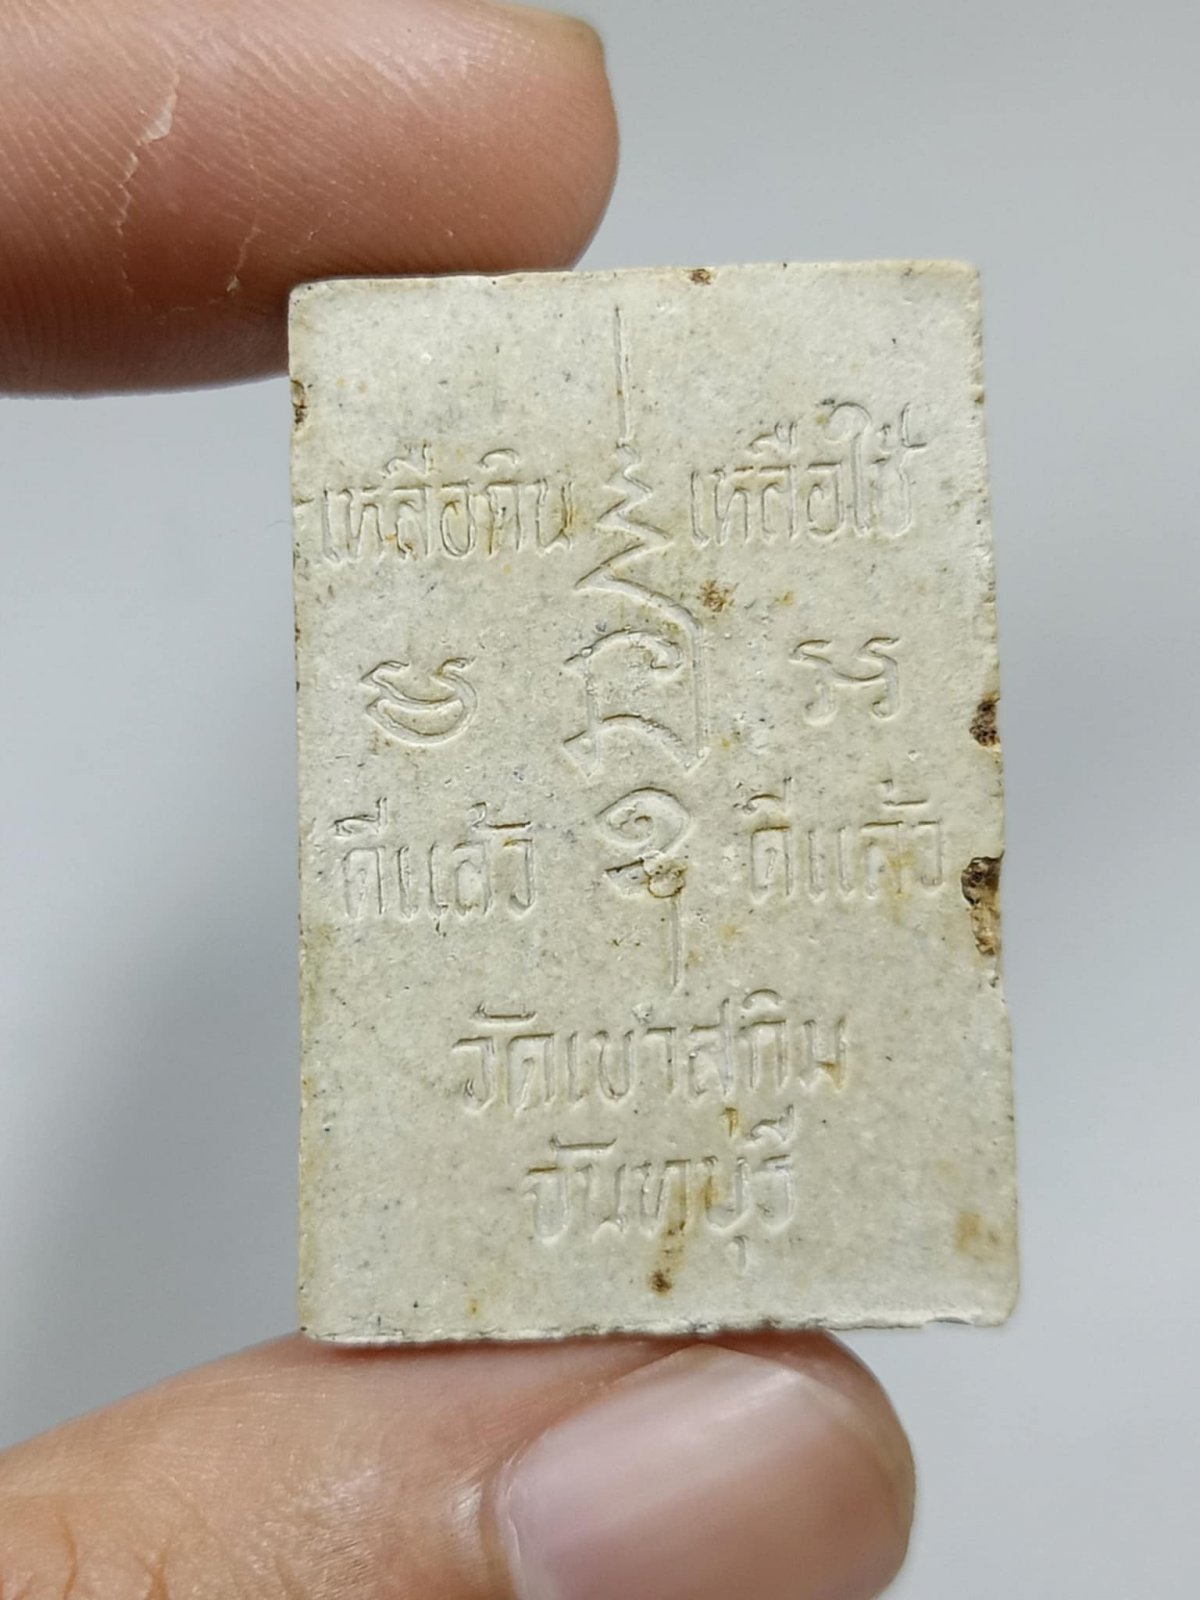 เหลือกิน เหลือใช้
ดีแล้ว ดีแล้ว
วัดเขาสุกิม
จันทบุรี